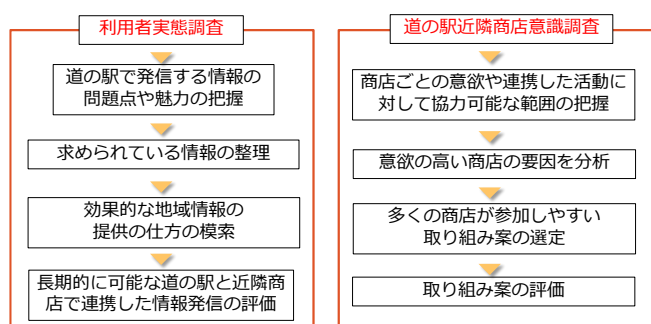 利用者実態調査
道の駅で発信する情報の
問題点や魅力の把握
求められている情報の整理
効果的な地域情報の
提供の仕方の模索
長期的に可能な道の駅と近隣商
店で連携した情報発信の評価
道の駅近隣商店意識調査
商店ごとの意欲や連携した活動に
対して協力可能な範囲の把握
意欲の高い商店の要因を分析
多くの商店が参加しやすい
取り組み案の選定
取り組み案の評価